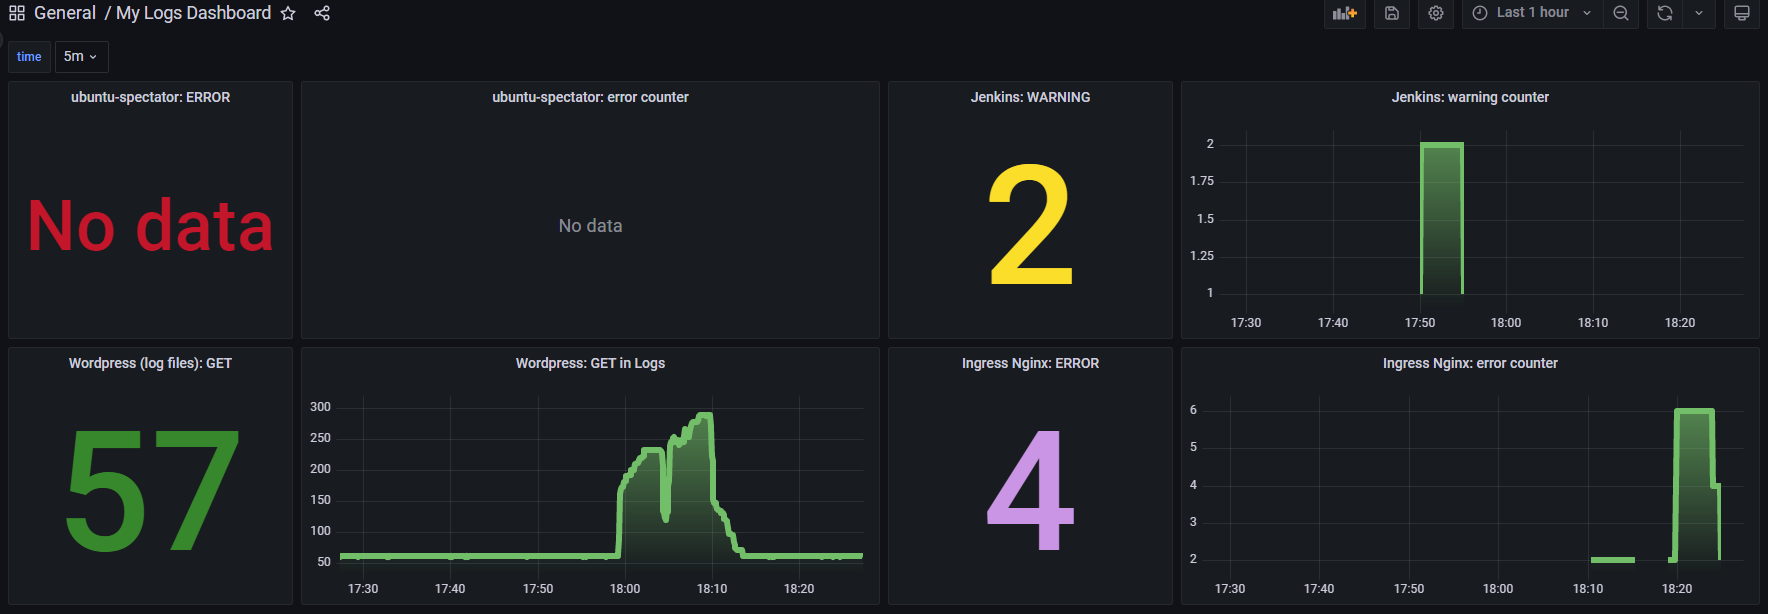 General / My Logs Dashboard
Last 1 hour
time 5m
ubuntu-spectator: ERROR
No data
ubuntu-spectator: error counter
No data
Jenkins: WARNING
2
Jenkins: warning counter
2
1.75
1.5
1.25
1
17:30 17:40 17:50 18:00 18:10 18:20
Wordpress (log files): GET
57
Wordpress: GET in Logs
300
250
200
150
100
50
17:30 17:40 17:50 18:00 18:10 18:20
Ingress Nginx: ERROR
4
Ingress Nginx: error counter
6
5
4
3
2
17:30 17:40 17:50 18:00 18:10 18:20